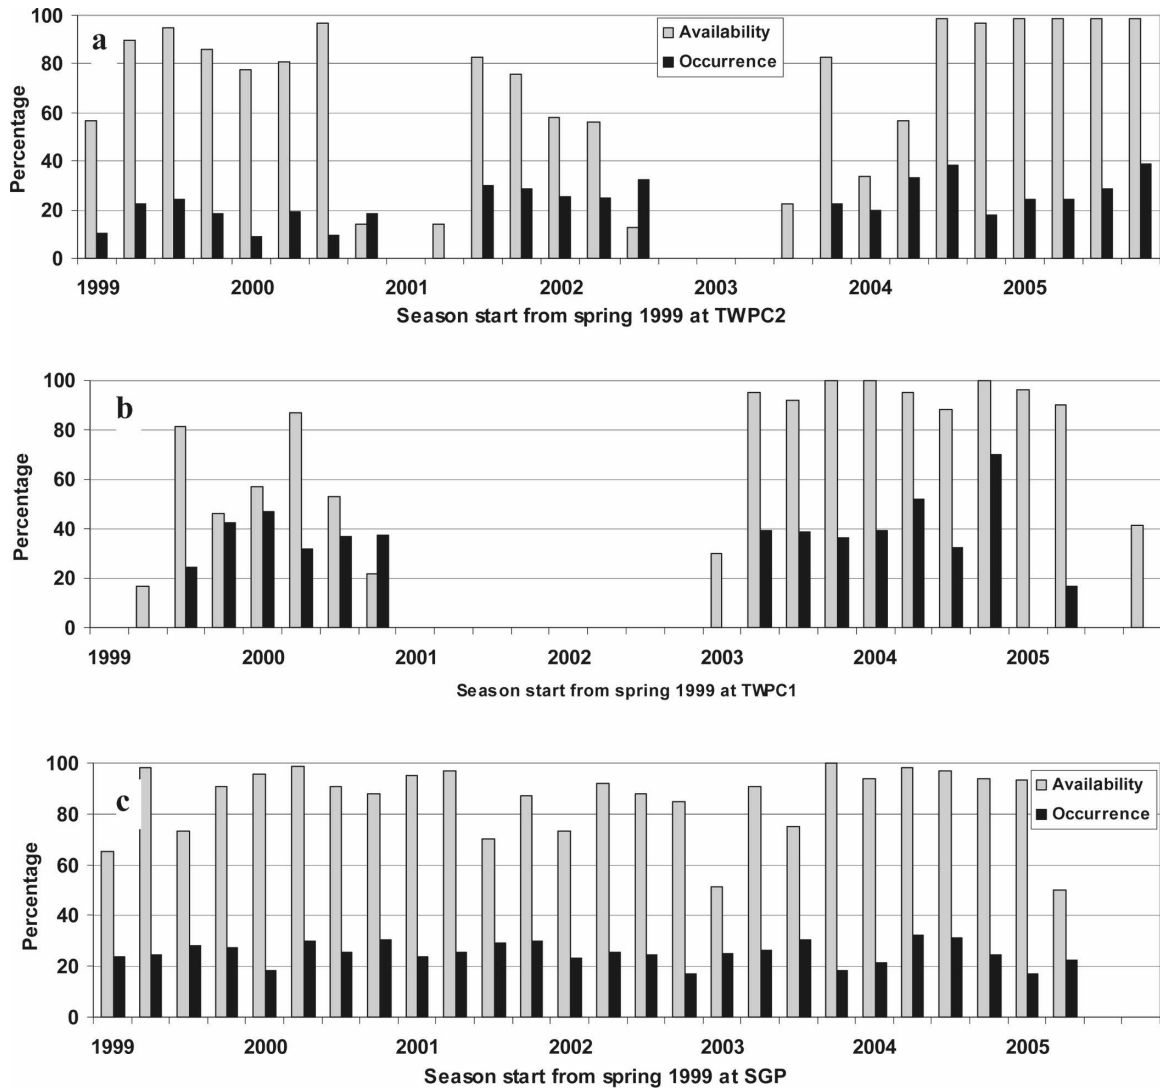 a
Availability
Occurrence
Percentage
100
80
60
40
20
0
1999 2000 2001 2002 2003 2004 2005
Season start from spring 1999 at TWPC2
b
Percentage
100
80
60
40
20
0
1999 2000 2001 2002 2003 2004 2005
Season start from spring 1999 at TWPC1
c
Availability
Occurrence
Percentage
100
80
60
40
20
0
1999 2000 2001 2002 2003 2004 2005
Season start from spring 1999 at SGP